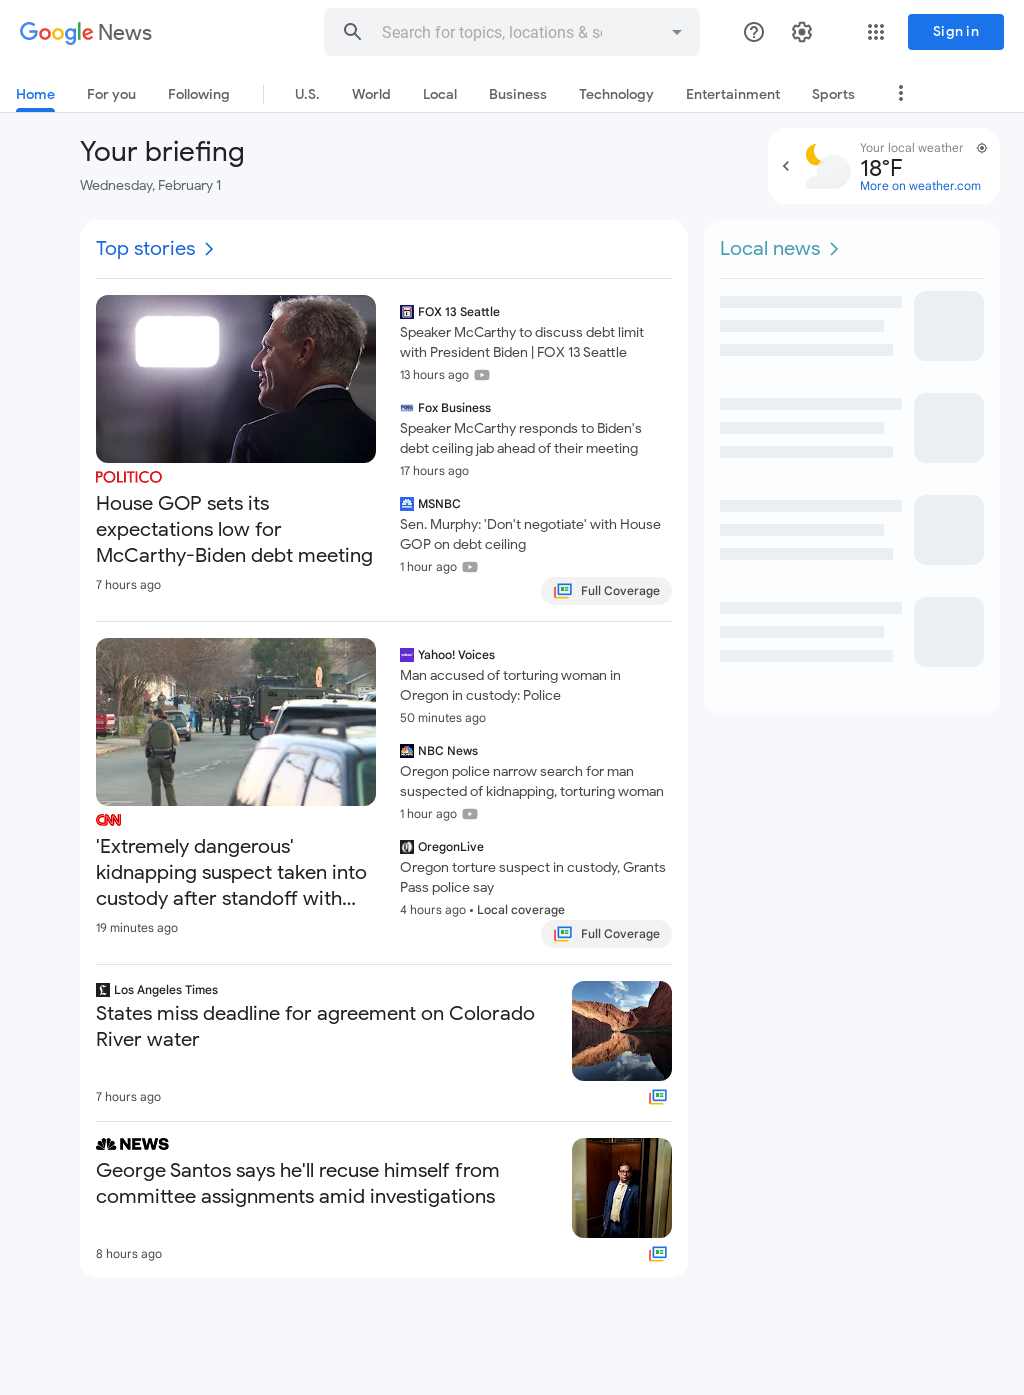 Google News
Search for topics, locations & s
Sign in
Home
For you
Following
U.S.
World
Local
Business
Technology
Entertainment
Sports
Your briefing
Wednesday, February 1
Your local weather
18°F
More on weather.com
Top stories
Local news
POLITICO
House GOP sets its
expectations low for
McCarthy-Biden debt meeting
7 hours ago
FOX 13 Seattle
Speaker McCarthy to discuss debt limit
with President Biden | FOX 13 Seattle
13 hours ago
Fox Business
Speaker McCarthy responds to Biden's
debt ceiling jab ahead of their meeting
17 hours ago
MSNBC
Sen. Murphy: 'Don't negotiate' with House
GOP on debt ceiling
1 hour ago
Full Coverage
CNN
'Extremely dangerous'
kidnapping suspect taken into
custody after standoff with...
19 minutes ago
Yahoo! Voices
Man accused of torturing woman in
Oregon in custody: Police
50 minutes ago
NBC News
Oregon police narrow search for man
suspected of kidnapping, torturing woman
1 hour ago
OregonLive
Oregon torture suspect in custody, Grants
Pass police say
4 hours ago • Local coverage
Full Coverage
Los Angeles Times
States miss deadline for agreement on Colorado
River water
7 hours ago
NEWS
George Santos says he'll recuse himself from
committee assignments amid investigations
8 hours ago